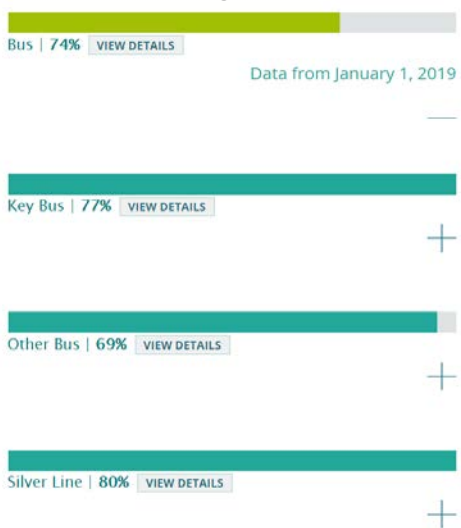 Bus | 74% VIEW DETAILS
Data from January 1, 2019
Key Bus | 77% VIEW DETAILS
Other Bus | 69% VIEW DETAILS
Silver Line | 80% VIEW DETAILS